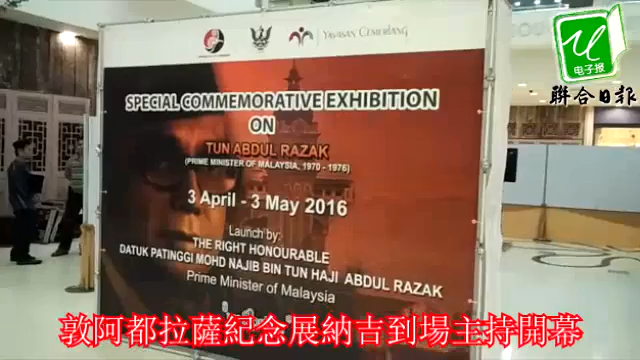 YAYASAN CEMERLANG
U
电子报
聯合日報
SPECIAL COMMEMORATIVE EXHIBITION
ON
TUN ABDUL RAZAK
(PRIME MINISTER OF MALAYSIA, 1970 - 1976)
3 April - 3 May 2016
Launch by:
THE RIGHT HONOURABLE
DATUK PATINGGI MOHD NAJIB BIN TUN HAJI ABDUL RAZAK
Prime Minister of Malaysia
敦阿都拉薩紀念展納吉到場主持開幕